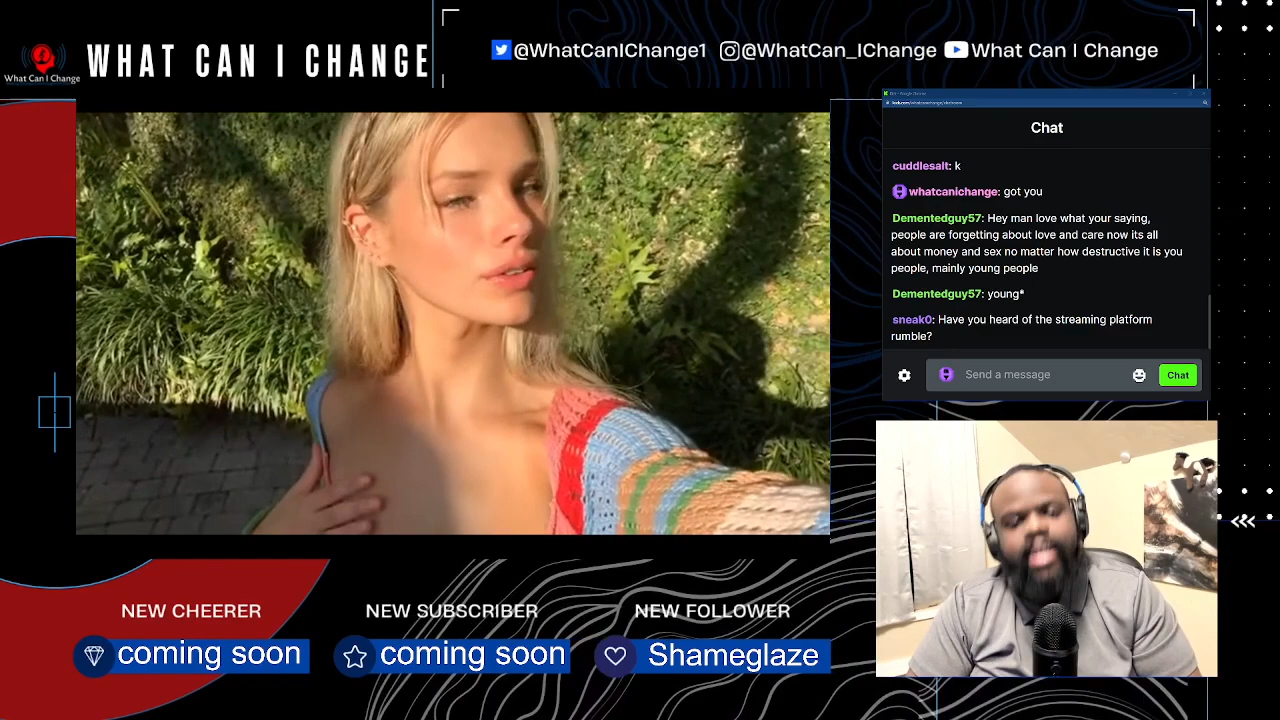 What Can I Change
WHAT CAN I CHANGE
@WhatCanIChange1 @WhatCan_IChange What Can I Change
Chat
cuddlesalt: k
whatcanichange: got you
Dementedguy57: Hey man love what your saying,
people are forgetting about love and care now its all
about money and sex no matter how destructive it is you
people, mainly young people
Dementedguy57: young*
sneak0: Have you heard of the streaming platform
rumble?
Send a message
Chat
NEW CHEERER
coming soon
NEW SUBSCRIBER
coming soon
NEW FOLLOWER
Shameglaze